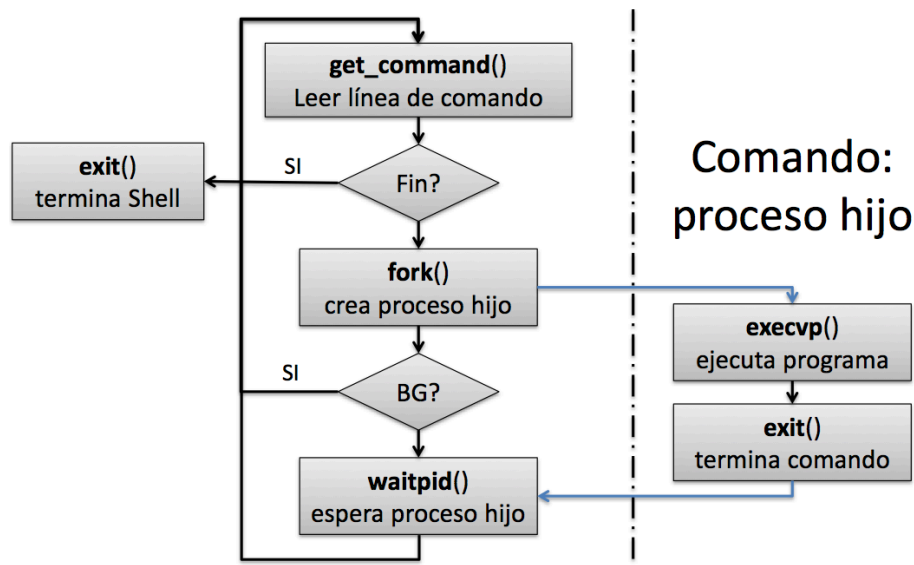 get_command()
Leer línea de comando
exit()
termina Shell
SI
Fin?
Comando:
proceso hijo
fork()
crea proceso hijo
execvp()
ejecuta programa
SI
BG?
exit()
termina comando
waitpid()
espera proceso hijo